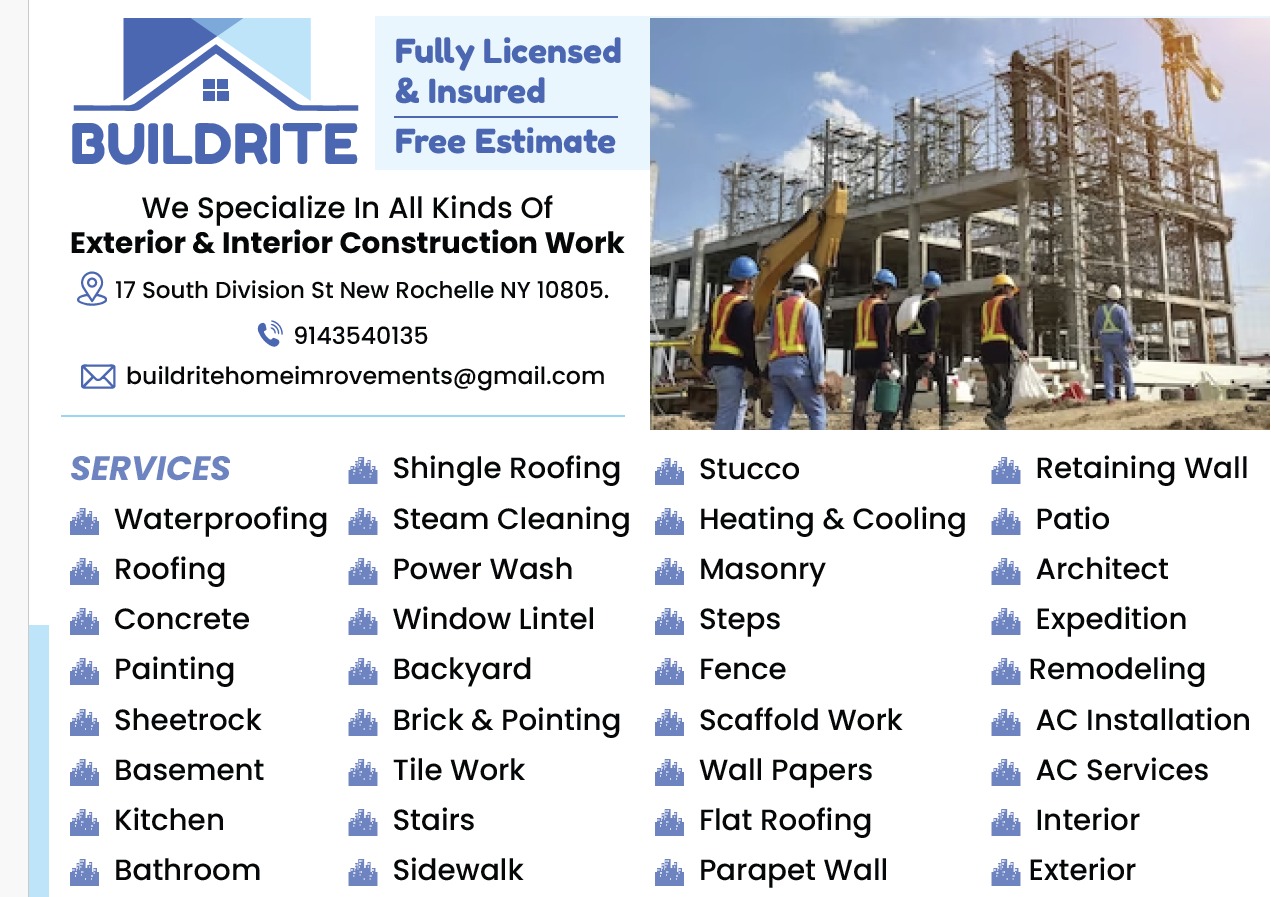 BUILDRITE
Fully Licensed
& Insured
Free Estimate
We Specialize In All Kinds Of
Exterior & Interior Construction Work
17 South Division St New Rochelle NY 10805.
9143540135
buildritehomeimrovements@gmail.com
SERVICES
Waterproofing
Roofing
Concrete
Painting
Sheetrock
Basement
Kitchen
Bathroom
Shingle Roofing
Steam Cleaning
Power Wash
Window Lintel
Backyard
Brick & Pointing
Tile Work
Stairs
Sidewalk
Stucco
Heating & Cooling
Masonry
Steps
Fence
Scaffold Work
Wall Papers
Flat Roofing
Parapet Wall
Retaining Wall
Patio
Architect
Expedition
Remodeling
AC Installation
AC Services
Interior
Exterior